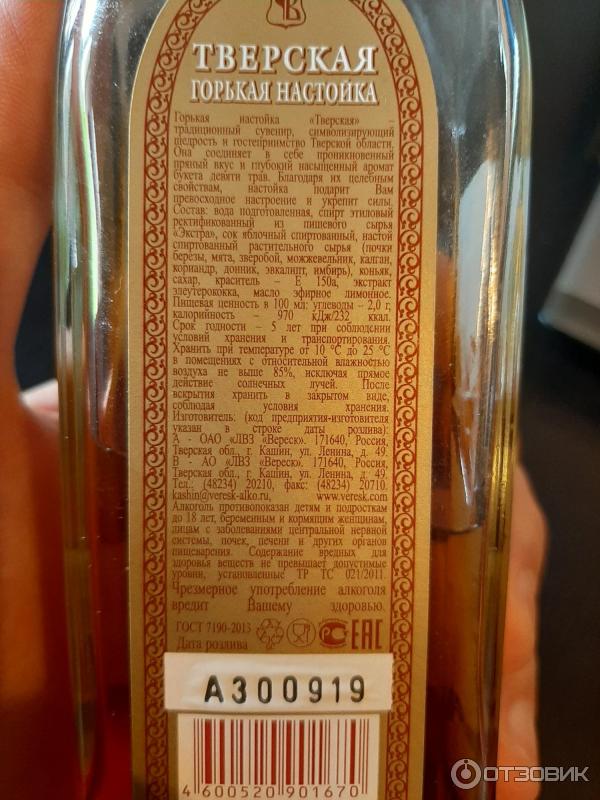 ТВЕРСКАЯ
ГОРЬКАЯ НАСТОЙКА
Горькая настойка «Тверская» –
традиционный сувенир, символизирующий
щедрость и гостеприимство Тверской области.
Она соединяет в себе проникновенный
пряный вкус и глубокий насыщенный аромат
букета девяти трав. Благодаря их целебным
свойствам, настойка подарит Вам
превосходное настроение и укрепит силы.
Состав: вода подготовленная, спирт этиловый
ректификованный из пищевого сырья
«Экстра», сок яблочный спиртованный, настой
спиртованный растительного сырья (почки
березы, мята, зверобой, можжевельник, калган,
кориандр, донник, эвкалипт, имбирь), коньяк,
сахар, краситель – Е 150а, экстракт
элеутерококка, масло эфирное лимонное.
Пищевая ценность в 100 мл: углеводы – 2,0 г,
калорийность – 970 кДж/232 ккал.
Срок годности – 5 лет при соблюдении
условий хранения и транспортирования.
Хранить при температуре от 10 °С до 25 °С
в помещениях с относительной влажностью
воздуха не выше 85%, исключая прямое
действие солнечных лучей. После
вскрытия хранить в закрытом виде,
соблюдая условия хранения.
Изготовитель: (код предприятия-изготовителя
указан в строке даты розлива):
А - ОАО «ЛВЗ «Вереск». 171640, Россия,
Тверская обл., г. Кашин, ул. Ленина, д. 49.
В - АО «ЛВЗ «Вереск». 171640, Россия,
Тверская обл., г. Кашин, ул. Ленина, д. 49.
Тел.: (48234) 20210, факс: (48234) 20710.
kashin@veresk-alko.ru, www.veresk.com
Алкоголь противопоказан детям и подросткам
до 18 лет, беременным и кормящим женщинам,
лицам с заболеваниями центральной нервной
системы, почек, печени и других органов
пищеварения. Содержание вредных для
здоровья веществ не превышает допустимые
уровни, установленные ТР ТС 021/2011.
Чрезмерное употребление алкоголя
вредит Вашему здоровью.
ГОСТ 7190-2013 РС ЕАС
Дата розлива
А300919
4 600520 901670
ОТЗОВИК